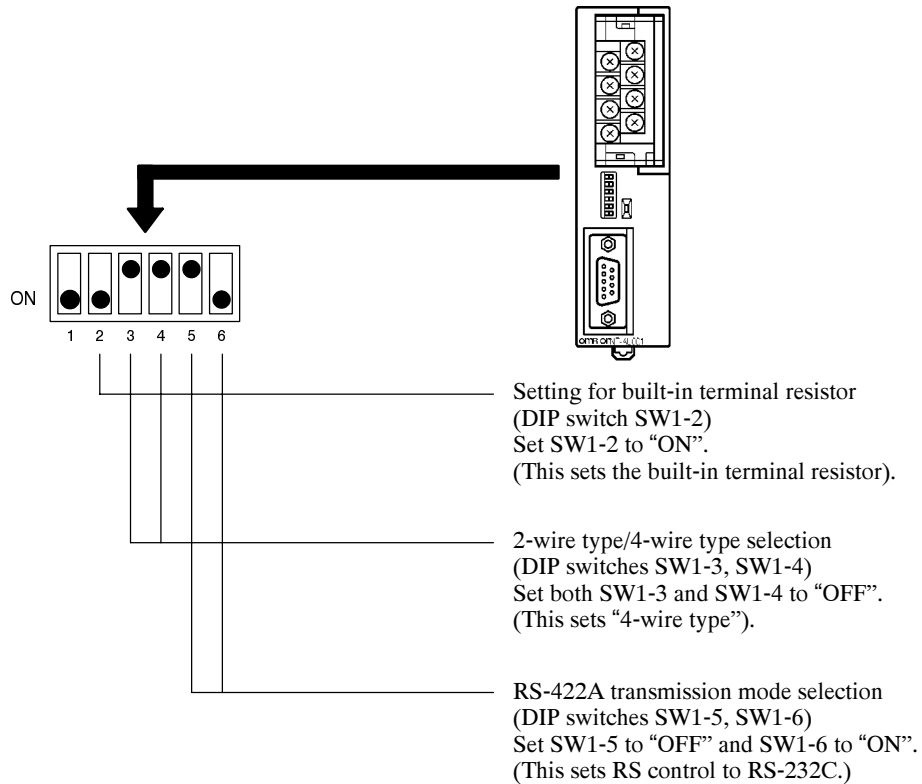 ON
1 2 3 4 5 6
Setting for built-in terminal resistor
(DIP switch SW1-2)
Set SW1-2 to “ON”.
(This sets the built-in terminal resistor).
2-wire type/4-wire type selection
(DIP switches SW1-3, SW1-4)
Set both SW1-3 and SW1-4 to “OFF”.
(This sets “4-wire type”).
RS-422A transmission mode selection
(DIP switches SW1-5, SW1-6)
Set SW1-5 to “OFF” and SW1-6 to “ON”.
(This sets RS control to RS-232C.)